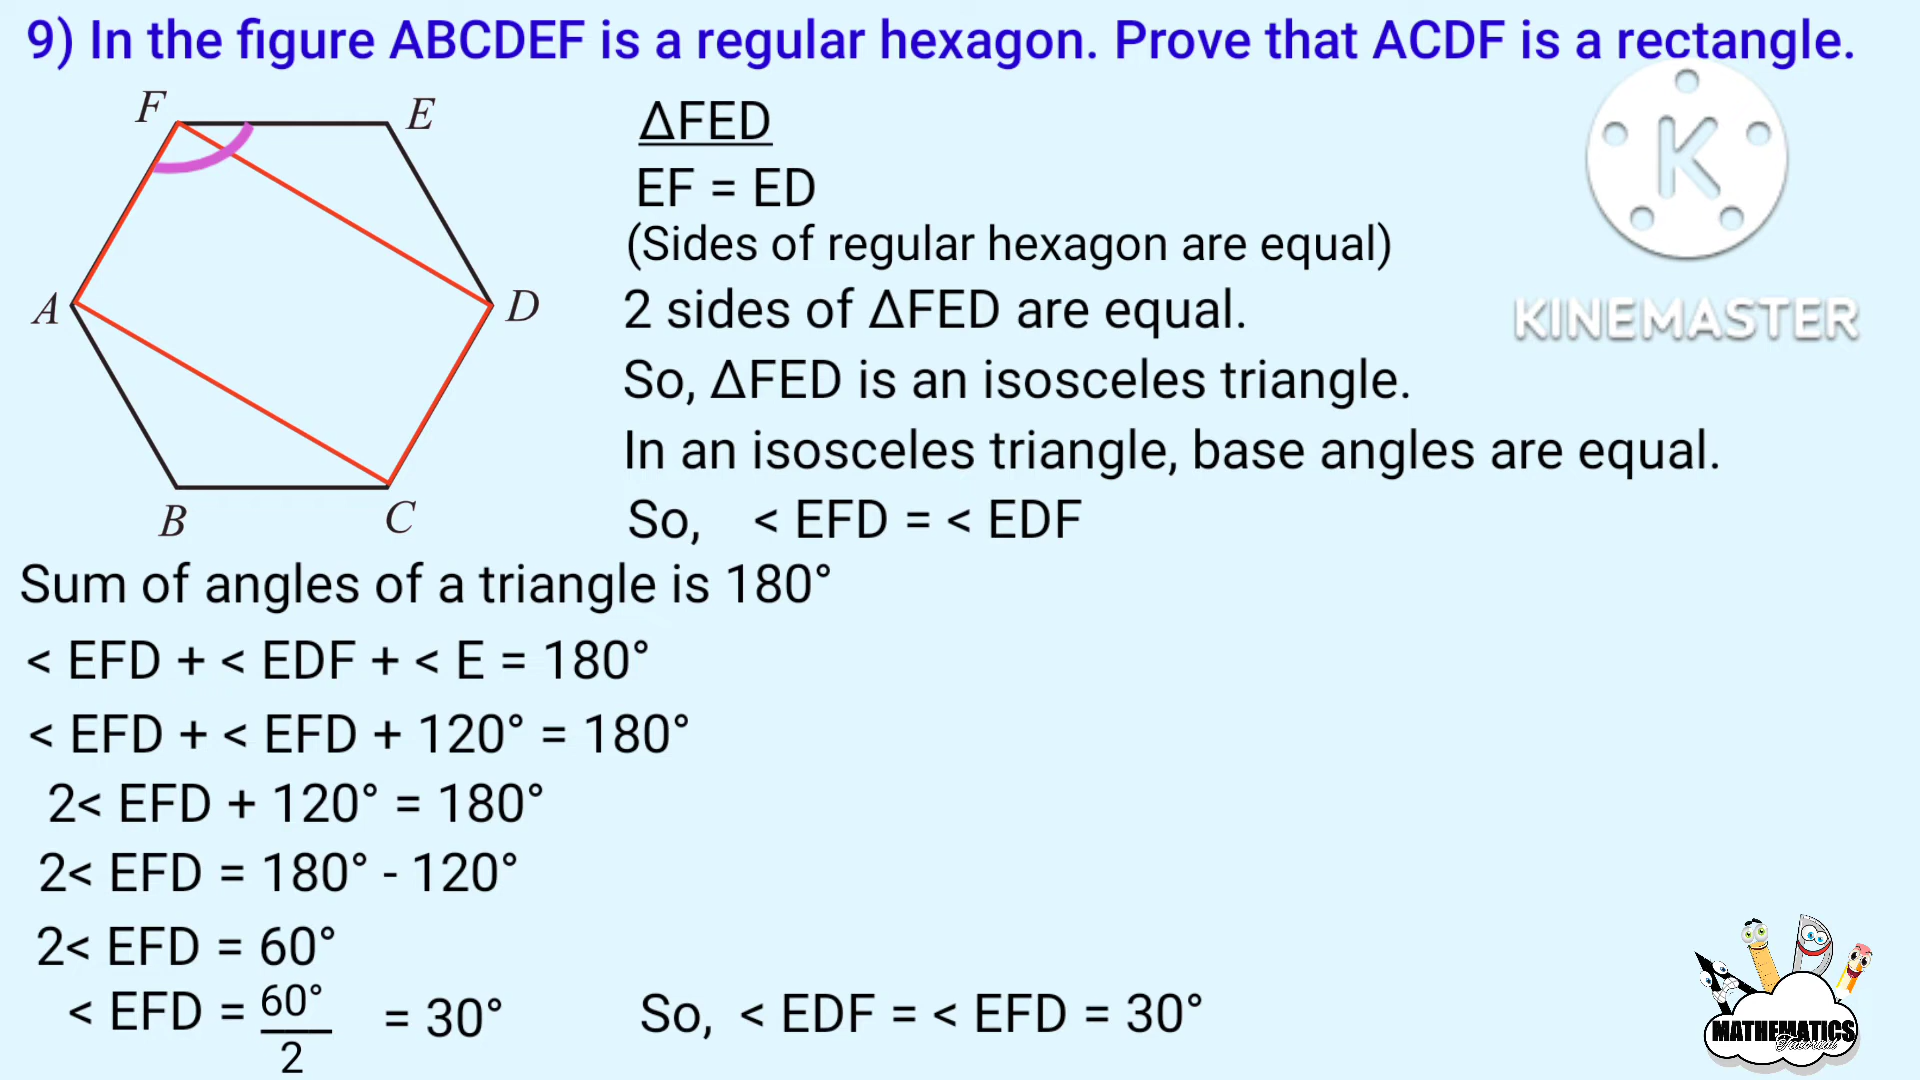 9) In the figure ABCDEF is a regular hexagon. Prove that ACDF is a rectangle.
F
E
A
D
B
C
∆FED
EF = ED
(Sides of regular hexagon are equal)
2 sides of ∆FED are equal.
So, ∆FED is an isosceles triangle.
In an isosceles triangle, base angles are equal.
So, < EFD = < EDF
K
KINEMASTER
Sum of angles of a triangle is 180°
< EFD + < EDF + < E = 180°
< EFD + < EFD + 120° = 180°
2< EFD + 120° = 180°
2< EFD = 180° - 120°
2< EFD = 60°
< EFD = 60°/2 = 30° So, < EDF = < EFD = 30°
MATHEMATICS
Tutorial